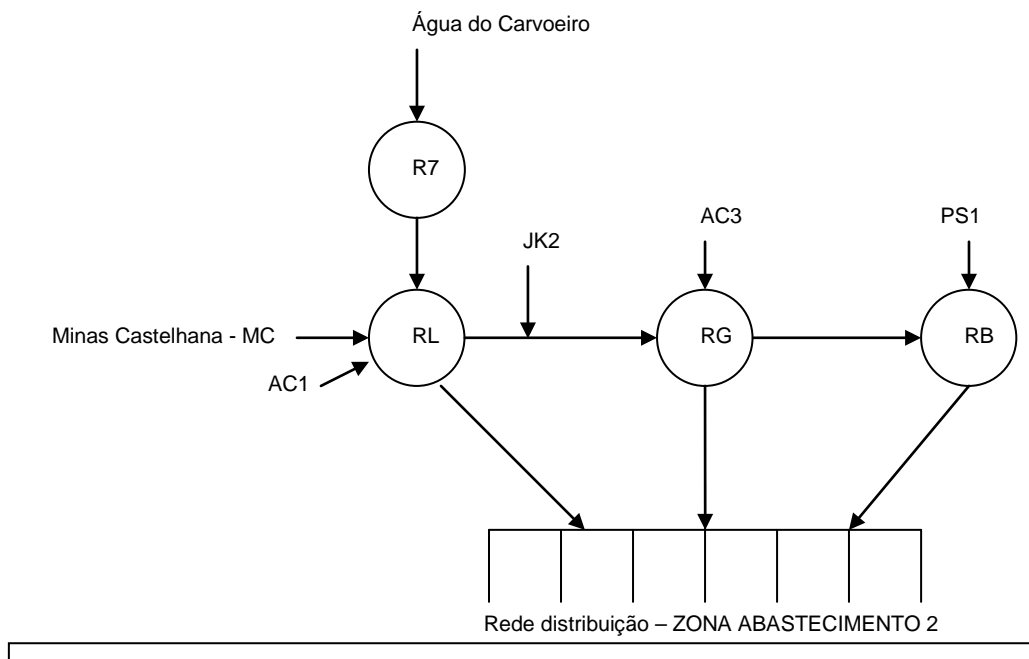 Água do Carvoeiro
R7
AC3
PS1
JK2
Minas Castelhana - MC
RL
RG
RB
AC1
Rede distribuição – ZONA ABASTECIMENTO 2